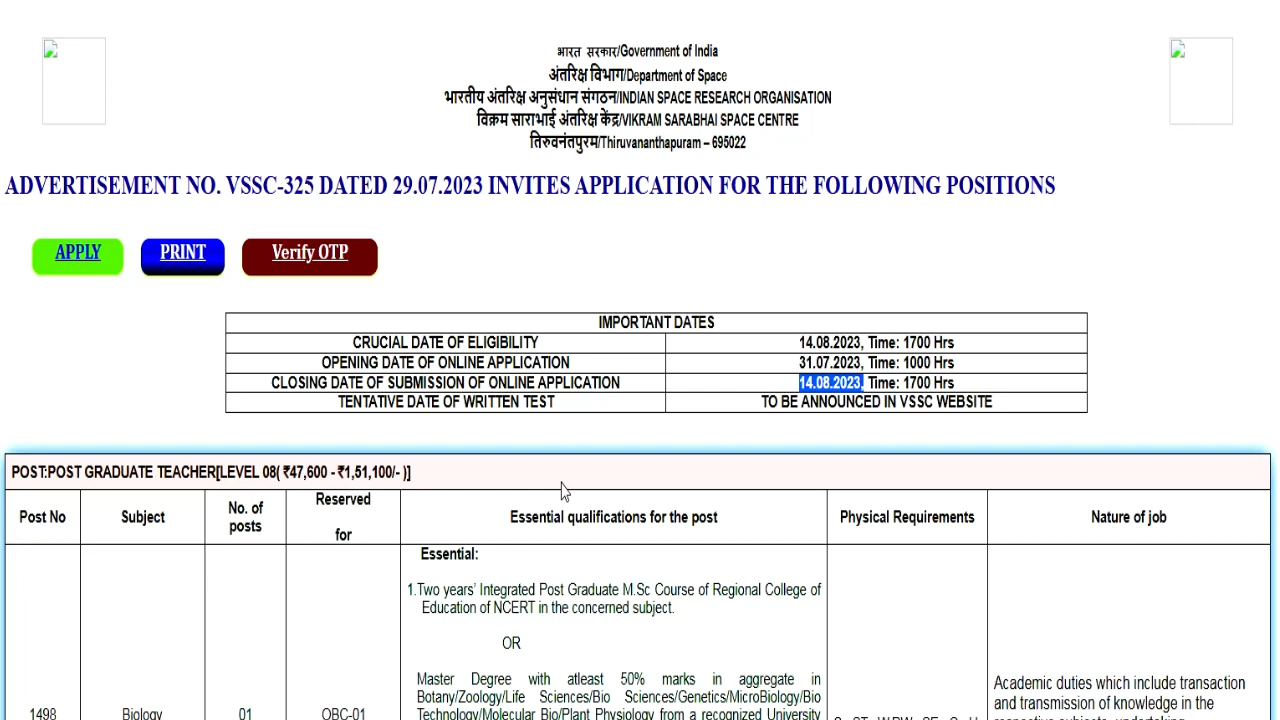 भारत सरकार/Government of India
अंतरिक्ष विभाग/Department of Space
भारतीय अंतरिक्ष अनुसंधान संगठन/INDIAN SPACE RESEARCH ORGANISATION
विक्रम साराभाई अंतरिक्ष केंद्र/VIKRAM SARABHAI SPACE CENTRE
तिरुवनंतपुरम/Thiruvananthapuram – 695022
ADVERTISEMENT NO. VSSC-325 DATED 29.07.2023 INVITES APPLICATION FOR THE FOLLOWING POSITIONS
APPLY PRINT Verify OTP
IMPORTANT DATES
CRUCIAL DATE OF ELIGIBILITY 14.08.2023, Time: 1700 Hrs
OPENING DATE OF ONLINE APPLICATION 31.07.2023, Time: 1000 Hrs
CLOSING DATE OF SUBMISSION OF ONLINE APPLICATION 14.08.2023, Time: 1700 Hrs
TENTATIVE DATE OF WRITTEN TEST TO BE ANNOUNCED IN VSSC WEBSITE
POST:POST GRADUATE TEACHER[LEVEL 08( ₹47,600 - ₹1,51,100/- )]
Post No Subject No. of posts Reserved for Essential qualifications for the post Physical Requirements Nature of job
Essential:
1.Two years' Integrated Post Graduate M.Sc Course of Regional College of
Education of NCERT in the concerned subject.
OR
Master Degree with atleast 50% marks in aggregate in
Botany/Zoology/Life Sciences/Bio Sciences/Genetics/MicroBiology/Bio
Technology/Molecular Bio/Plant Physiology from a recognized University
1498 Biology 01 OBC-01
Academic duties which include transaction
and transmission of knowledge in the